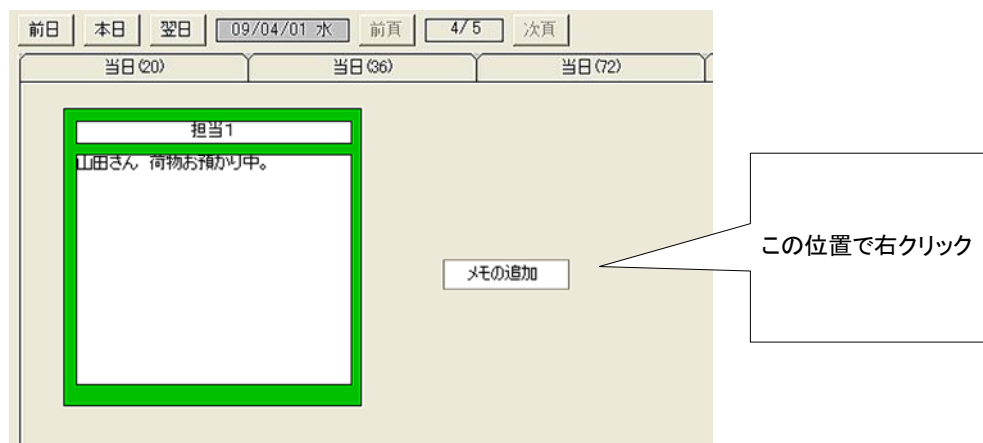 前日 本日 翌日 09/04/01 水 前頁 4/5 次頁
当日(20) 当日(36) 当日(72)
担当1
山田さん 荷物お預かり中。
この位置で右クリック
メモの追加